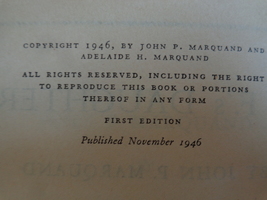 COPYRIGHT 1946, BY JOHN P. MARQUAND AND
ADELAIDE H. MARQUAND
ALL RIGHTS RESERVED, INCLUDING THE RIGHT
TO REPRODUCE THIS BOOK OR PORTIONS
THEREOF IN ANY FORM
FIRST EDITION
Published November 1946